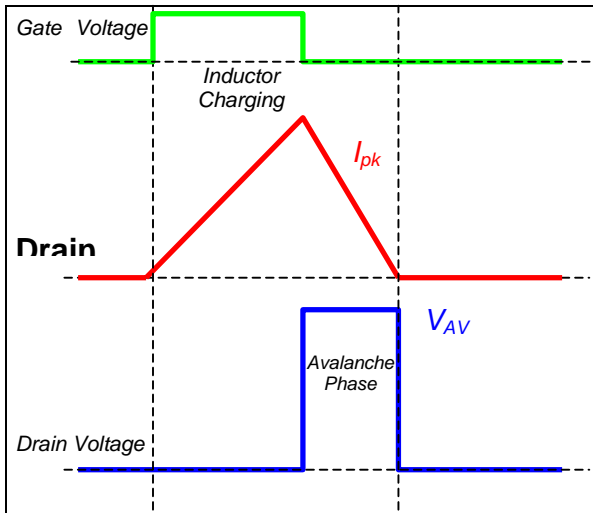 Gate Voltage
Inductor
Charging
Ipk
Drain
VAV
Avalanche
Phase
Drain Voltage